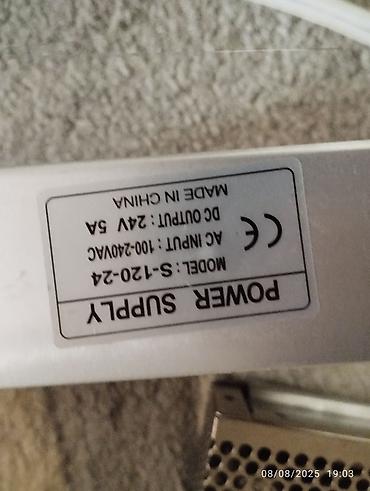 POWER SUPPLY
MODEL: S-120-24
AC INPUT : 100-240VAC
DC OUTPUT : 24V 5A
MADE IN CHINA
CE
08/08/2025 19:03